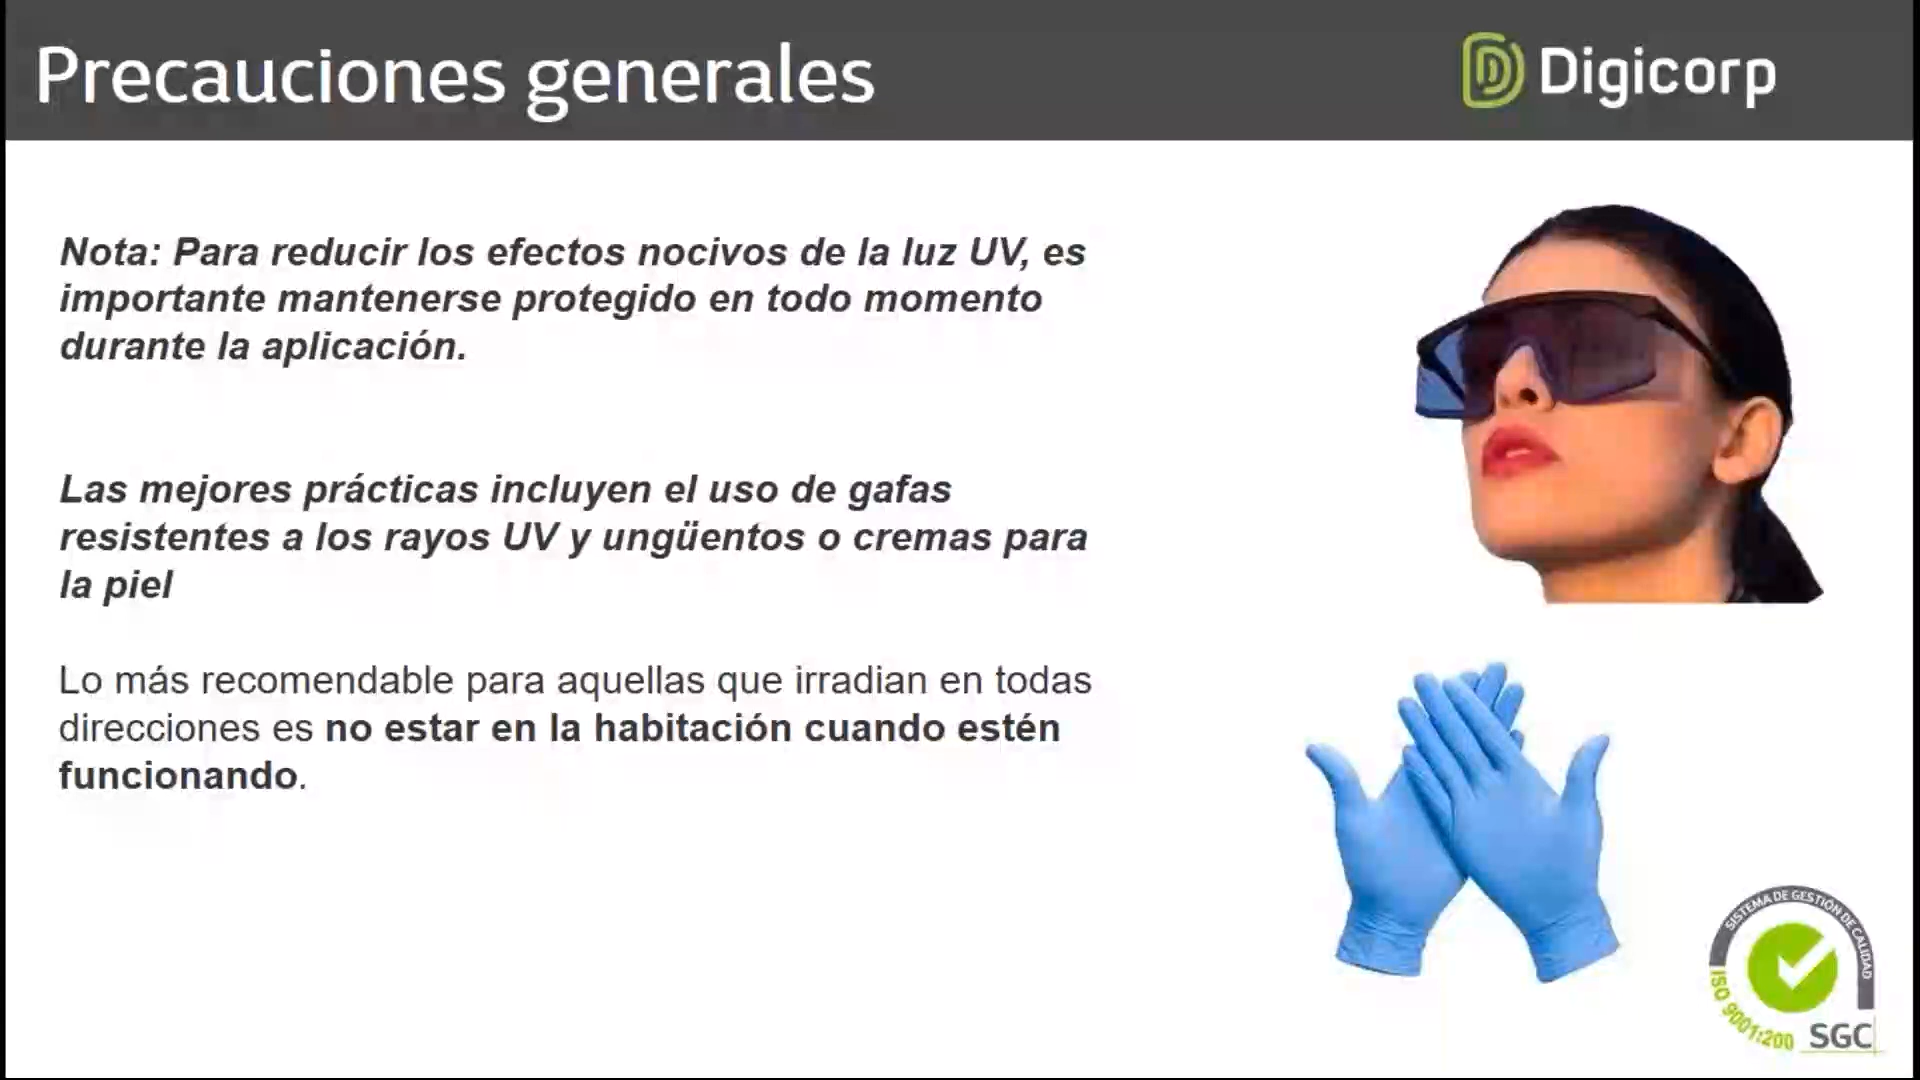 Precauciones generales
Digicorp
Nota: Para reducir los efectos nocivos de la luz UV, es
importante mantenerse protegido en todo momento
durante la aplicación.
Las mejores prácticas incluyen el uso de gafas
resistentes a los rayos UV y ungüentos o cremas para
la piel
Lo más recomendable para aquellas que irradian en todas
direcciones es no estar en la habitación cuando estén
funcionando.
SISTEMA DE GESTIÓN DE CALIDAD
ISO 9001:200
SGC